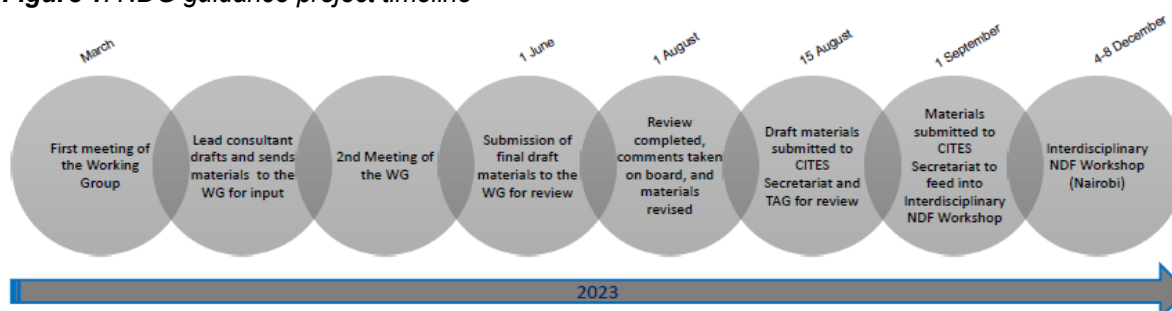 Figure guidance project timeline
March
First meeting of
the Working
Group
Lead consultant
drafts and sends
materials to the
WG for input
2nd Meeting of
the WG
1 June
Submission of
final draft
materials to the
WG for review
1 August
Review
completed,
comments taken
on board, and
materials
revised
15 August
Draft materials
submitted to
CITES
Secretariat and
TAG for review
1 September
Materials
submitted to
CITES
Secretariat to
feed into
Interdisciplinary
NDF Workshop
4-8 December
Interdisciplinary
NDF Workshop
(Nairobi)
2023